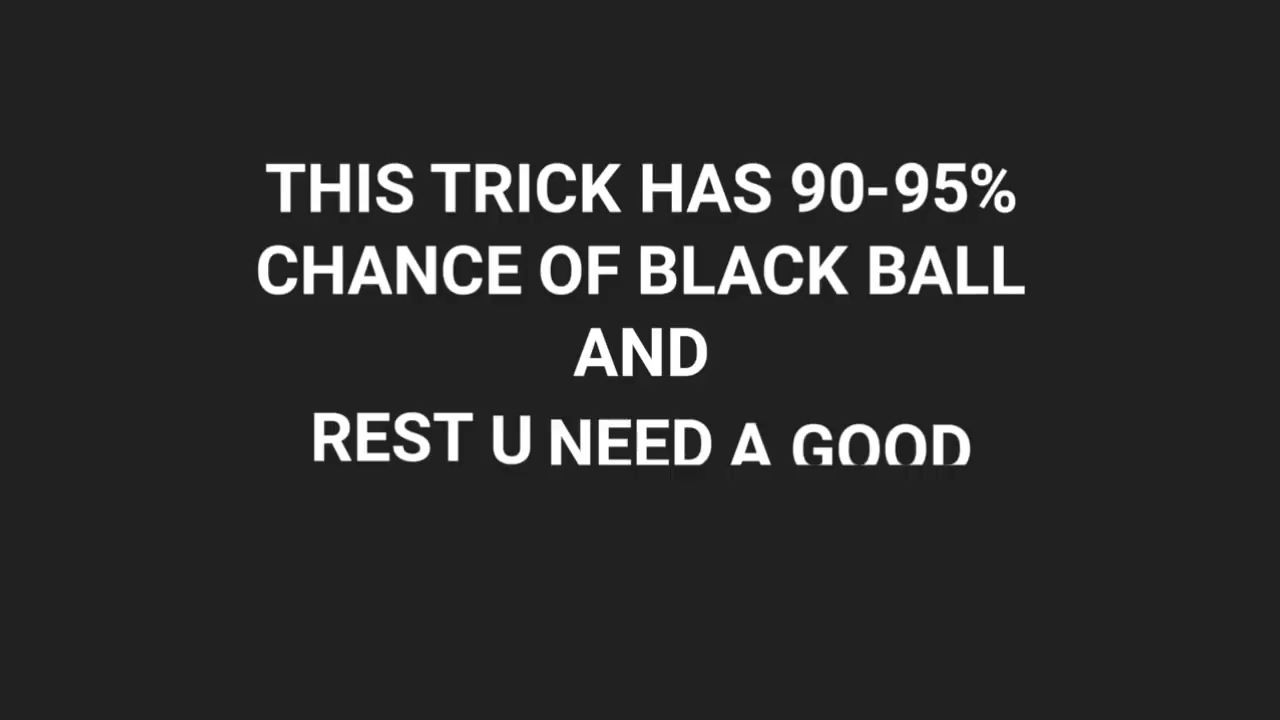 THIS TRICK HAS 90-95%
CHANCE OF BLACK BALL
AND
REST U NEED A GOOD